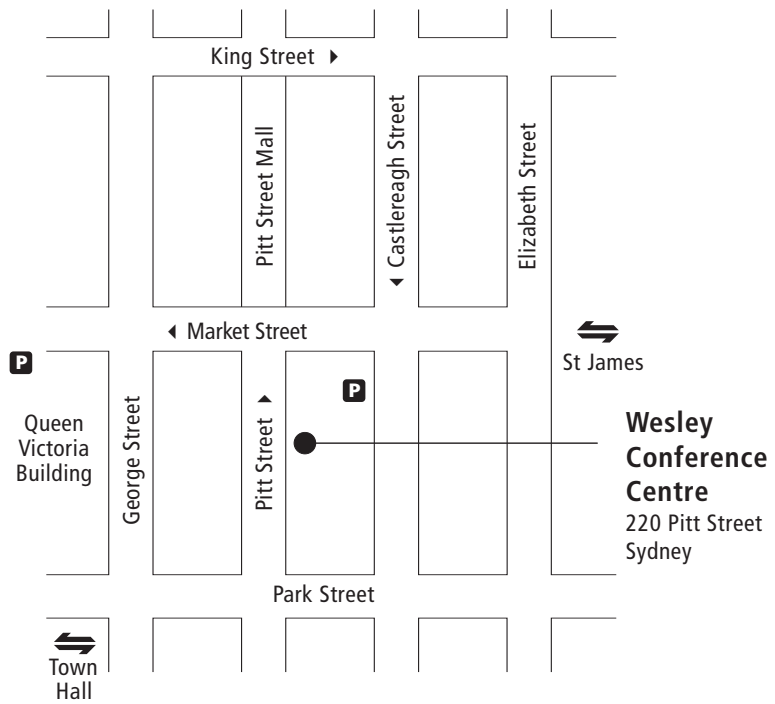 King Street
Pitt Street Mall
Castlereagh Street
Elizabeth Street
Market Street
P
St James
P
Queen
Victoria
Building
George Street
Pitt Street
Wesley
Conference
Centre
220 Pitt Street
Sydney
Park Street
Town
Hall